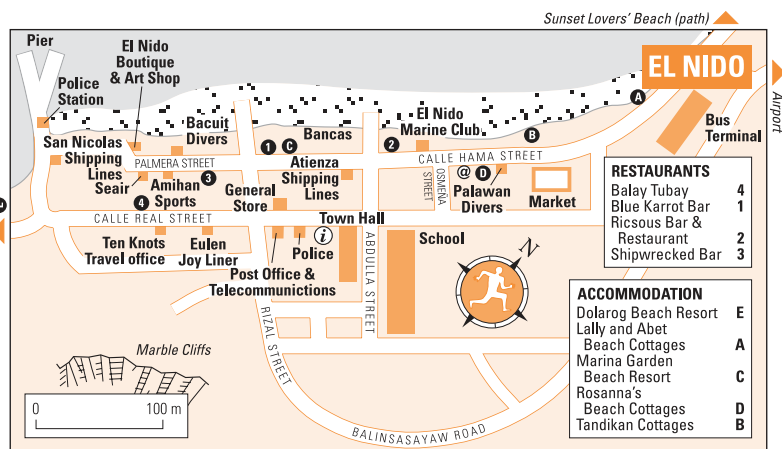 Sunset Lovers' Beach (path)
EL NIDO
Airport
Pier
El Nido
Boutique
& Art Shop
Police
Station
Bacuit
Divers
Bancas
El Nido
Marine Club
A
B
Bus
Terminal
San Nicolas
Shipping
Lines
Seair
PALMERA STREET
1
C
2
CALLE HAMA STREET
Amihan
Sports
3
4
General
Store
Atienza
Shipping
Lines
OSMENA
STREET
@
D
Palawan
Divers
Market
E
CALLE REAL STREET
Town Hall
Ten Knots
Travel office
Eulen
Joy Liner
i
Police
Post Office &
Telecommunictions
ABDULLA STREET
School
N
RIZAL STREET
BALINSASAYAW ROAD
Marble Cliffs
0 100 m
RESTAURANTS
Balay Tubay 4
Blue Karrot Bar 1
Ricsous Bar &
Restaurant 2
Shipwrecked Bar 3
ACCOMMODATION
Dolarog Beach Resort E
Lally and Abet
Beach Cottages A
Marina Garden
Beach Resort C
Rosanna's
Beach Cottages D
Tandikan Cottages B